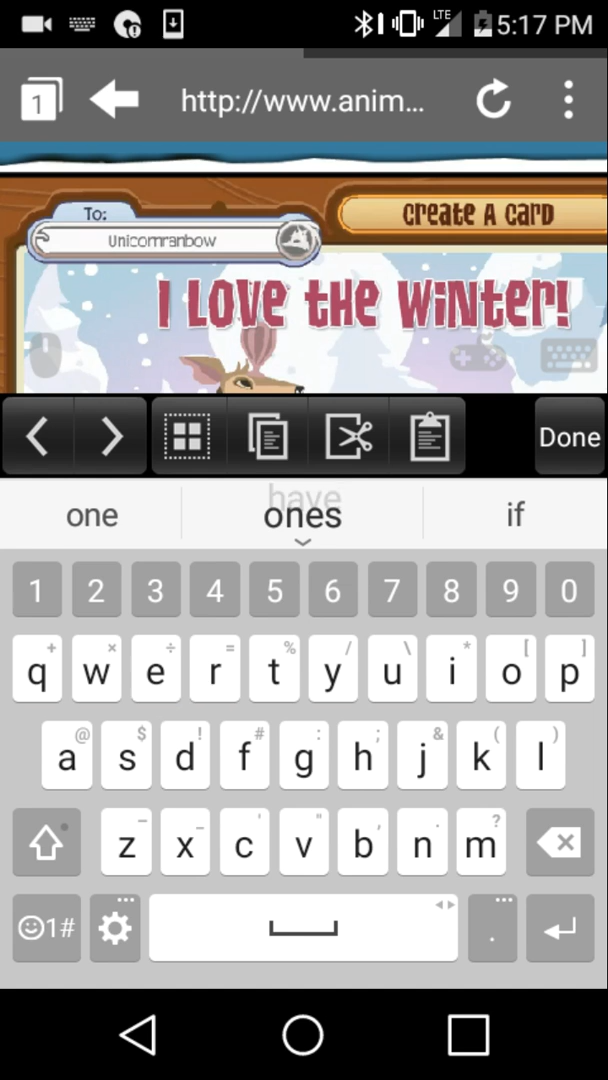 LTE 5:17 PM
1 http://www.anim...
To:
Unicornranbow
CREATE A CARD
I LOVE THE WINTER!
Done
have
one ones if
1 2 3 4 5 6 7 8 9 0
+ × ÷ = % / \ * [ ]
q w e r t y u i o p
@ $ ! # : ; & ( )
a s d f g h j k l
- _ ' " , . ?
z x c v b n m
1# .